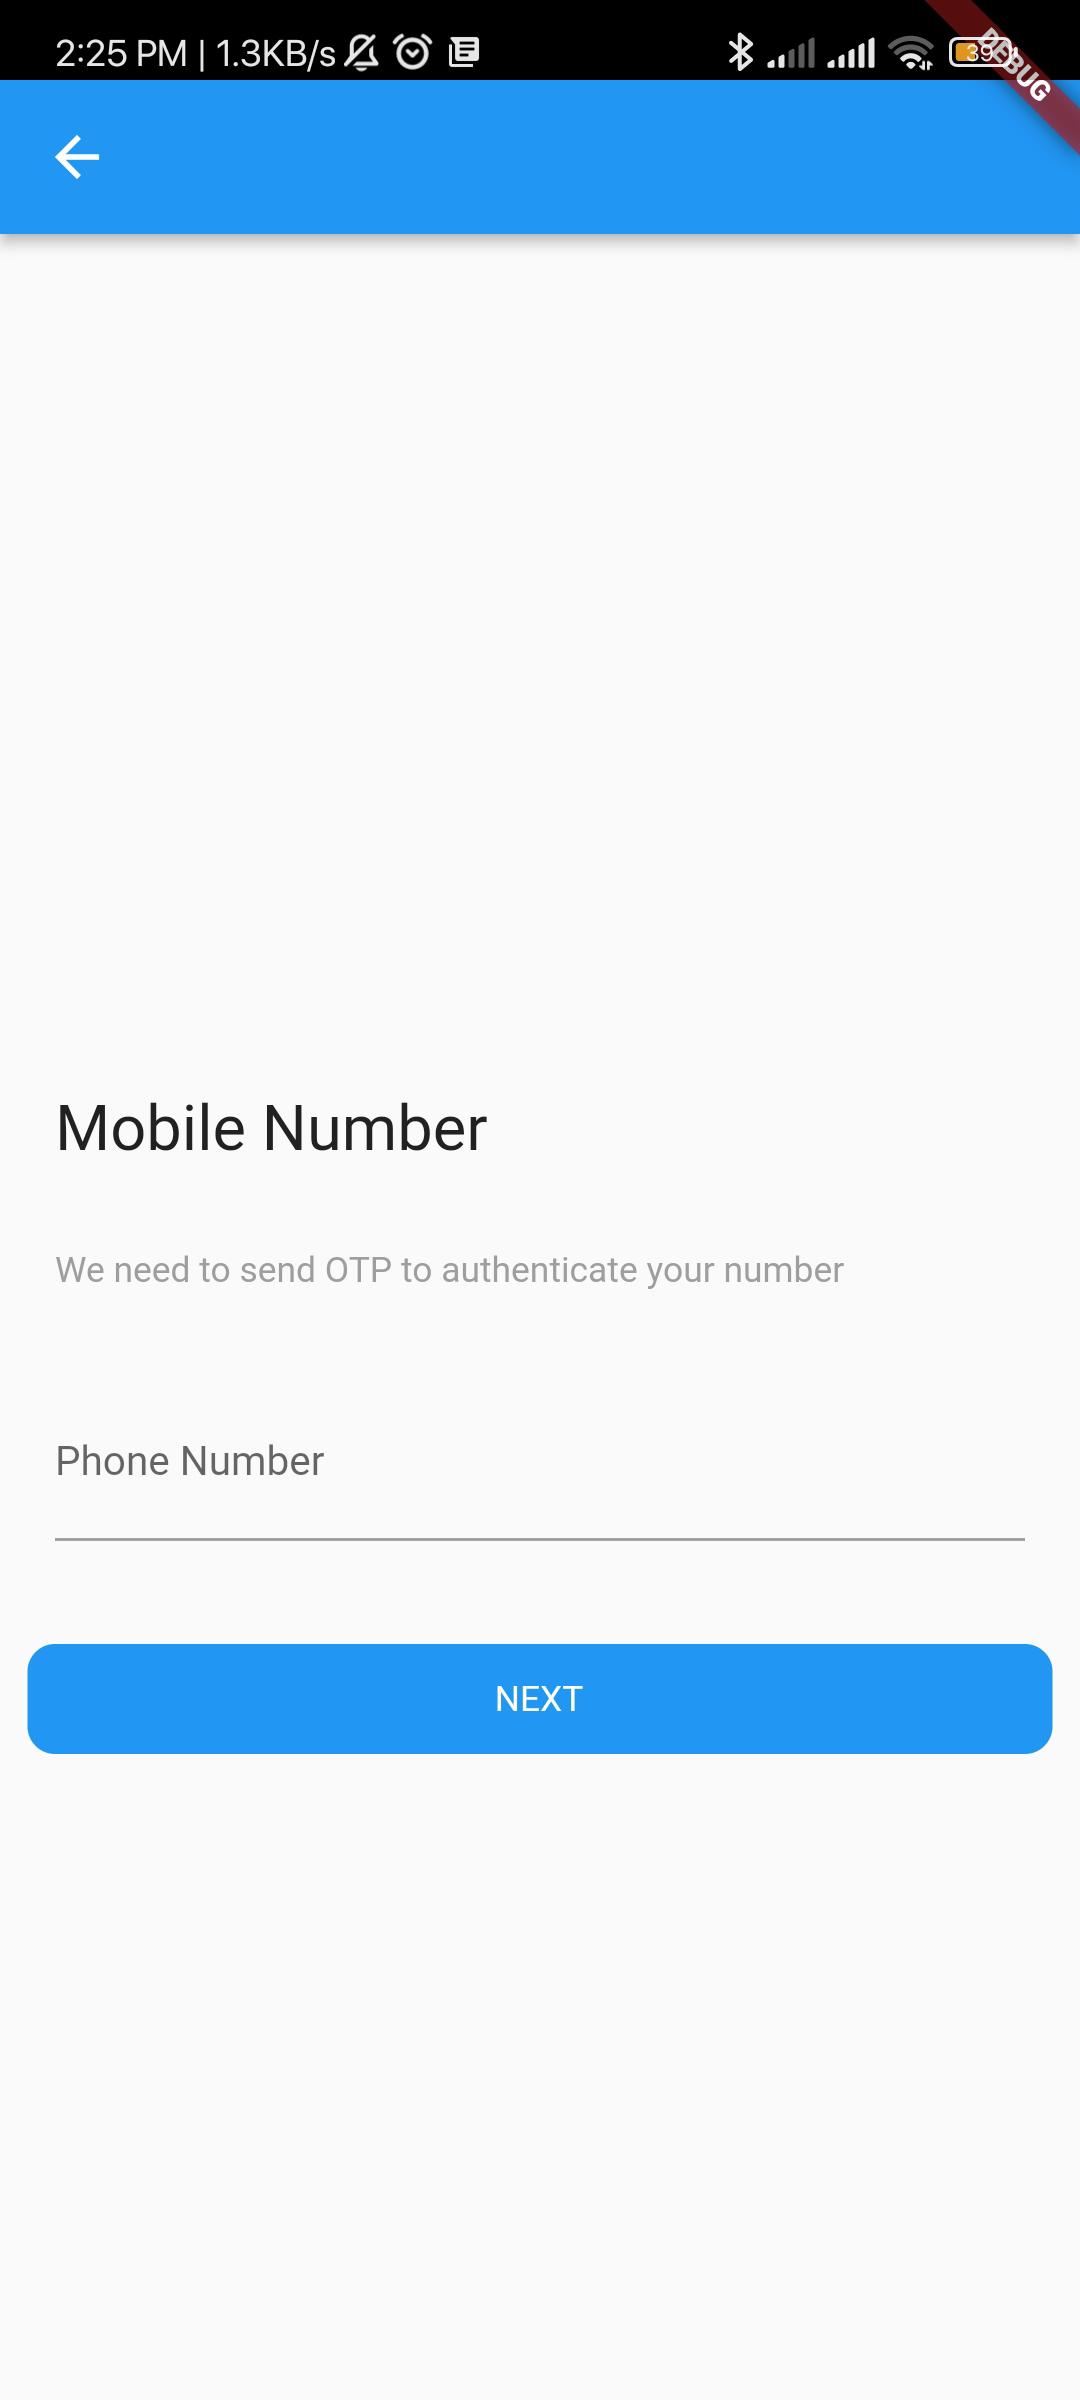 2:25 PM | 1.3KB/s
39
DEBUG
Mobile Number
We need to send OTP to authenticate your number
Phone Number
NEXT